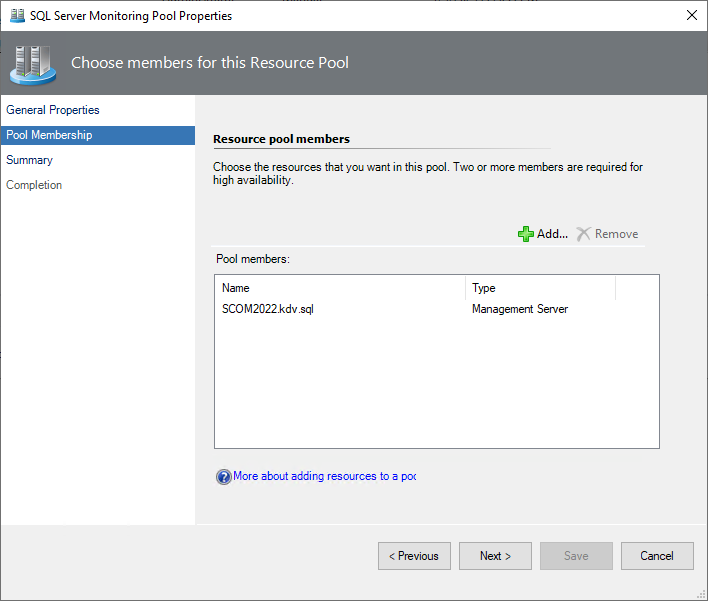 SQL Server Monitoring Pool Properties
Choose members for this Resource Pool
General Properties
Pool Membership
Summary
Completion
Resource pool members
Choose the resources that you want in this pool. Two or more members are required for
high availability.
Add... Remove
Pool members:
Name Type
SCOM2022.kdv.sql Management Server
More about adding resources to a poo
< Previous Next > Save Cancel